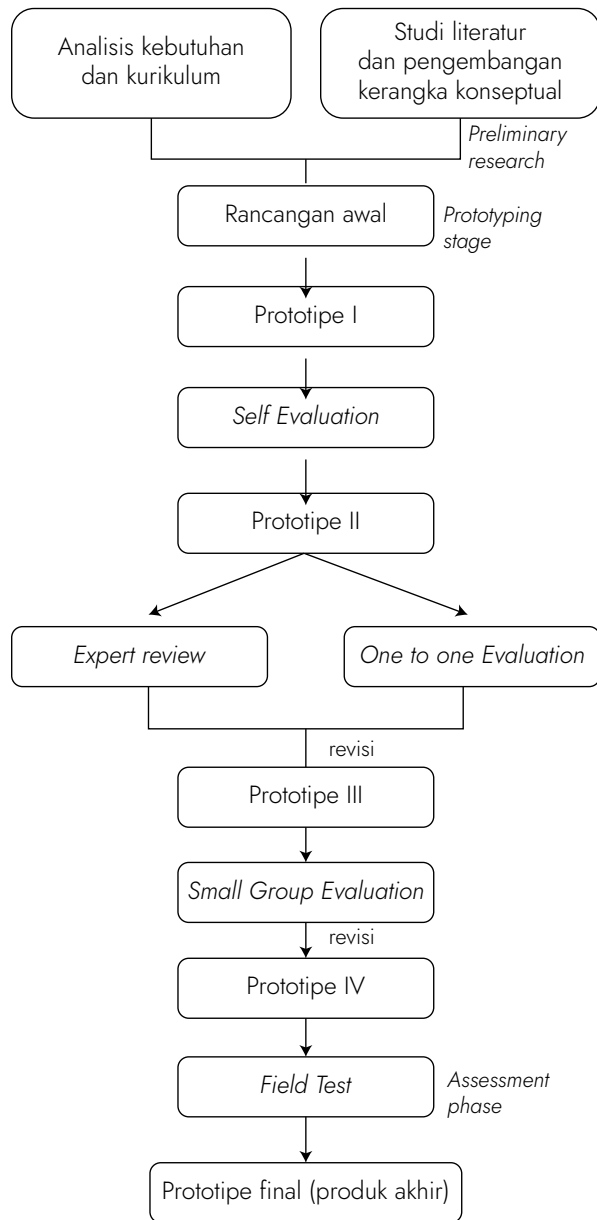 Analisis kebutuhan
dan kurikulum
Studi literatur
dan pengembangan
kerangka konseptual
Preliminary
research
Rancangan awal
Prototyping
stage
Prototipe I
Self Evaluation
Prototipe II
Expert review
One to one Evaluation
revisi
Prototipe III
Small Group Evaluation
revisi
Prototipe IV
Field Test
Assessment
phase
Prototipe final (produk akhir)